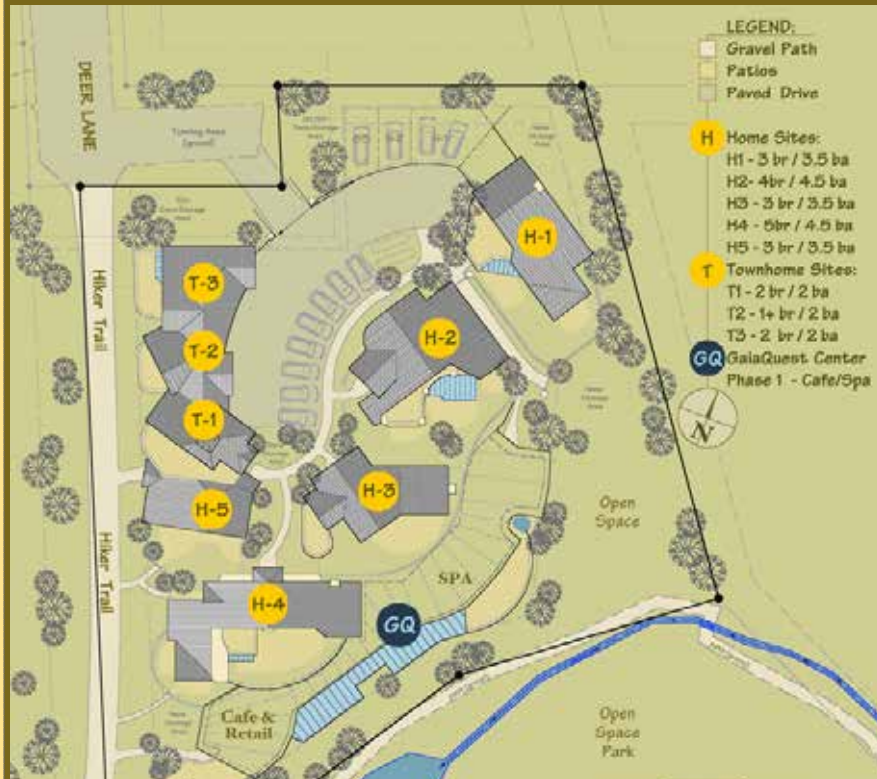 LEGEND:
Gravel Path
Patios
Paved Drive
H Home Sites:
H1 - 3 br / 3.5 ba
H2- 4br / 4.5 ba
H3 - 3 br / 3.5 ba
H4 - 5br / 4.5 ba
H5 - 3 br / 3.5 ba
T Townhome Sites:
T1 - 2 br / 2 ba
T2 - 1+ br / 2 ba
T3 - 2 br / 2 ba
GQ GaiaQuest Center
Phase 1 - Cafe/Spa
N
DEER LANE
Hiker Trail
Hiker Trail
T-3
T-2
T-1
H-5
H-4
H-3
H-2
H-1
SPA
GQ
Cafe &
Retail
Open
Space
Open
Space
Park